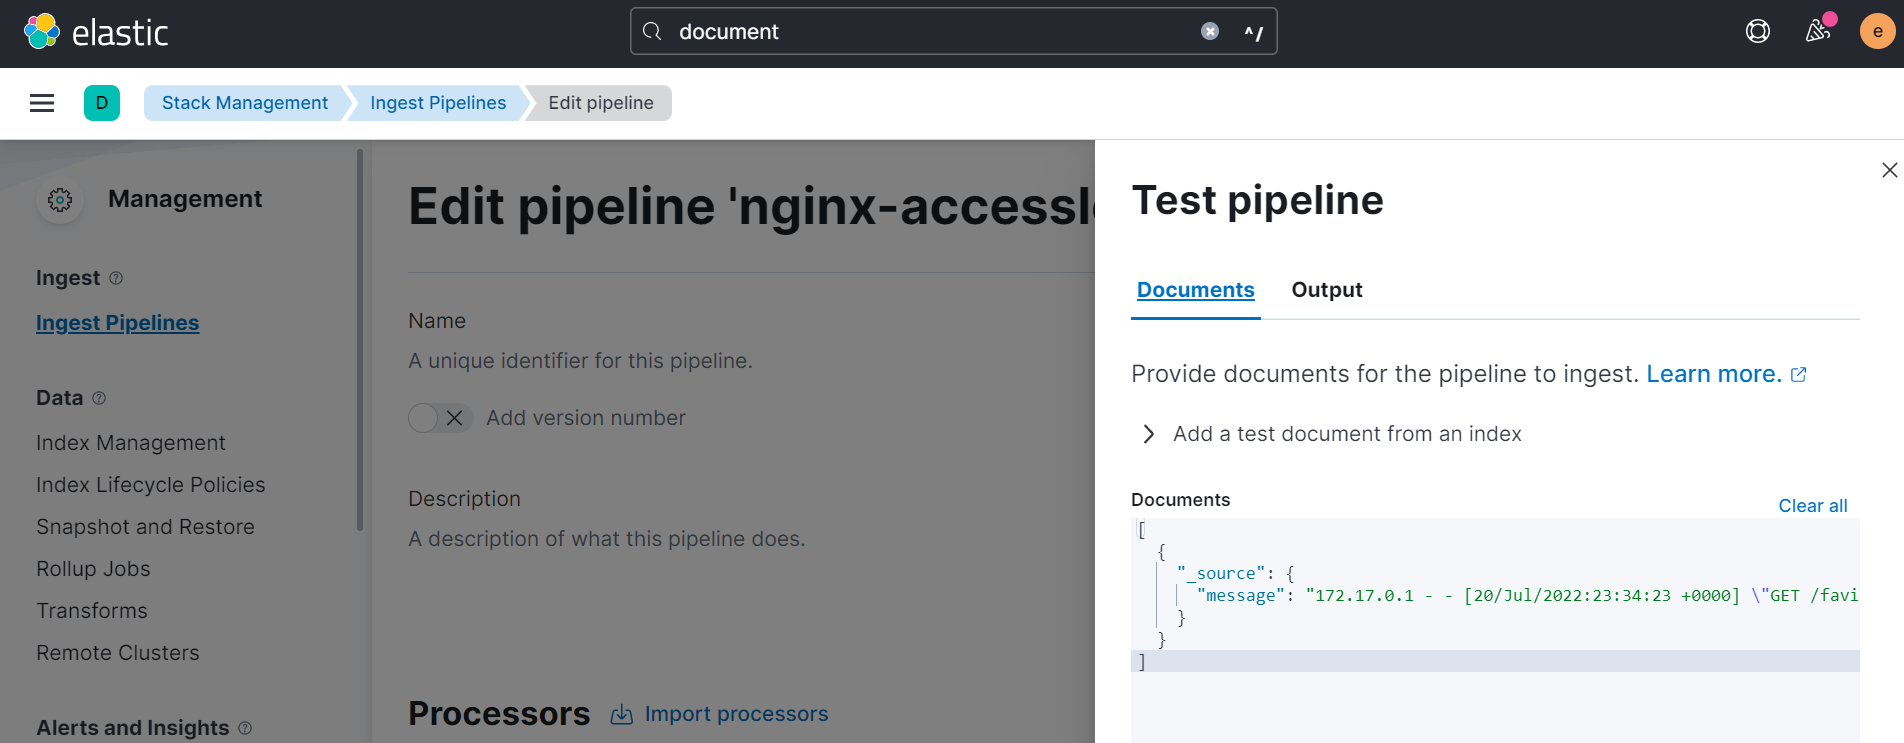 elastic
document
^/
e
D
Stack Management
Ingest Pipelines
Edit pipeline
Management
Ingest
Ingest Pipelines
Data
Index Management
Index Lifecycle Policies
Snapshot and Restore
Rollup Jobs
Transforms
Remote Clusters
Alerts and Insights
Edit pipeline 'nginx-accessl
Name
A unique identifier for this pipeline.
Add version number
Description
A description of what this pipeline does.
Processors
Import processors
Test pipeline
Documents
Output
Provide documents for the pipeline to ingest. Learn more.
Add a test document from an index
Documents
Clear all
[
{
"_source": {
"message": "172.17.0.1 - - [20/Jul/2022:23:34:23 +0000] \"GET /favi
}
}
]